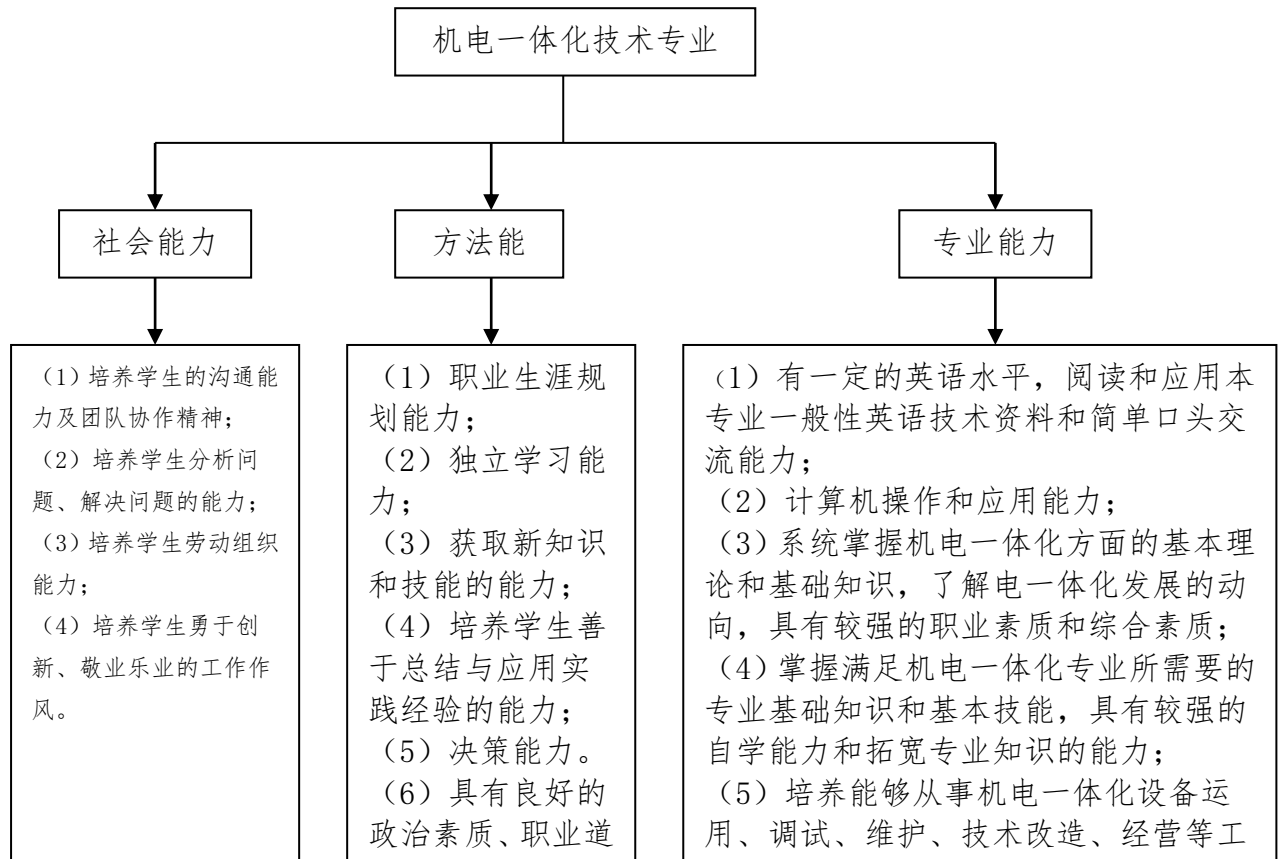 机电一体化技术专业
社会能力
方法能
专业能力
（1）培养学生的沟通能
力及团队协作精神；
（2）培养学生分析问
题、解决问题的能力；
（3）培养学生劳动组织
能力；
（4）培养学生勇于创
新、敬业乐业的工作作
风。
（1）职业生涯规
划能力；
（2）独立学习能
力；
（3）获取新知识
和技能的能力；
（4）培养学生善
于总结与应用实
践经验的能力；
（5）决策能力。
（6）具有良好的
政治素质、职业道
（1）有一定的英语水平，阅读和应用本
专业一般性英语技术资料和简单口头交
流能力；
（2）计算机操作和应用能力；
（3）系统掌握机电一体化方面的基本理
论和基础知识，了解电一体化发展的动
向，具有较强的职业素质和综合素质；
（4）掌握满足机电一体化专业所需要的
专业基础知识和基本技能，具有较强的
自学能力和拓宽专业知识的能力；
（5）培养能够从事机电一体化设备运
用、调试、维护、技术改造、经营等工